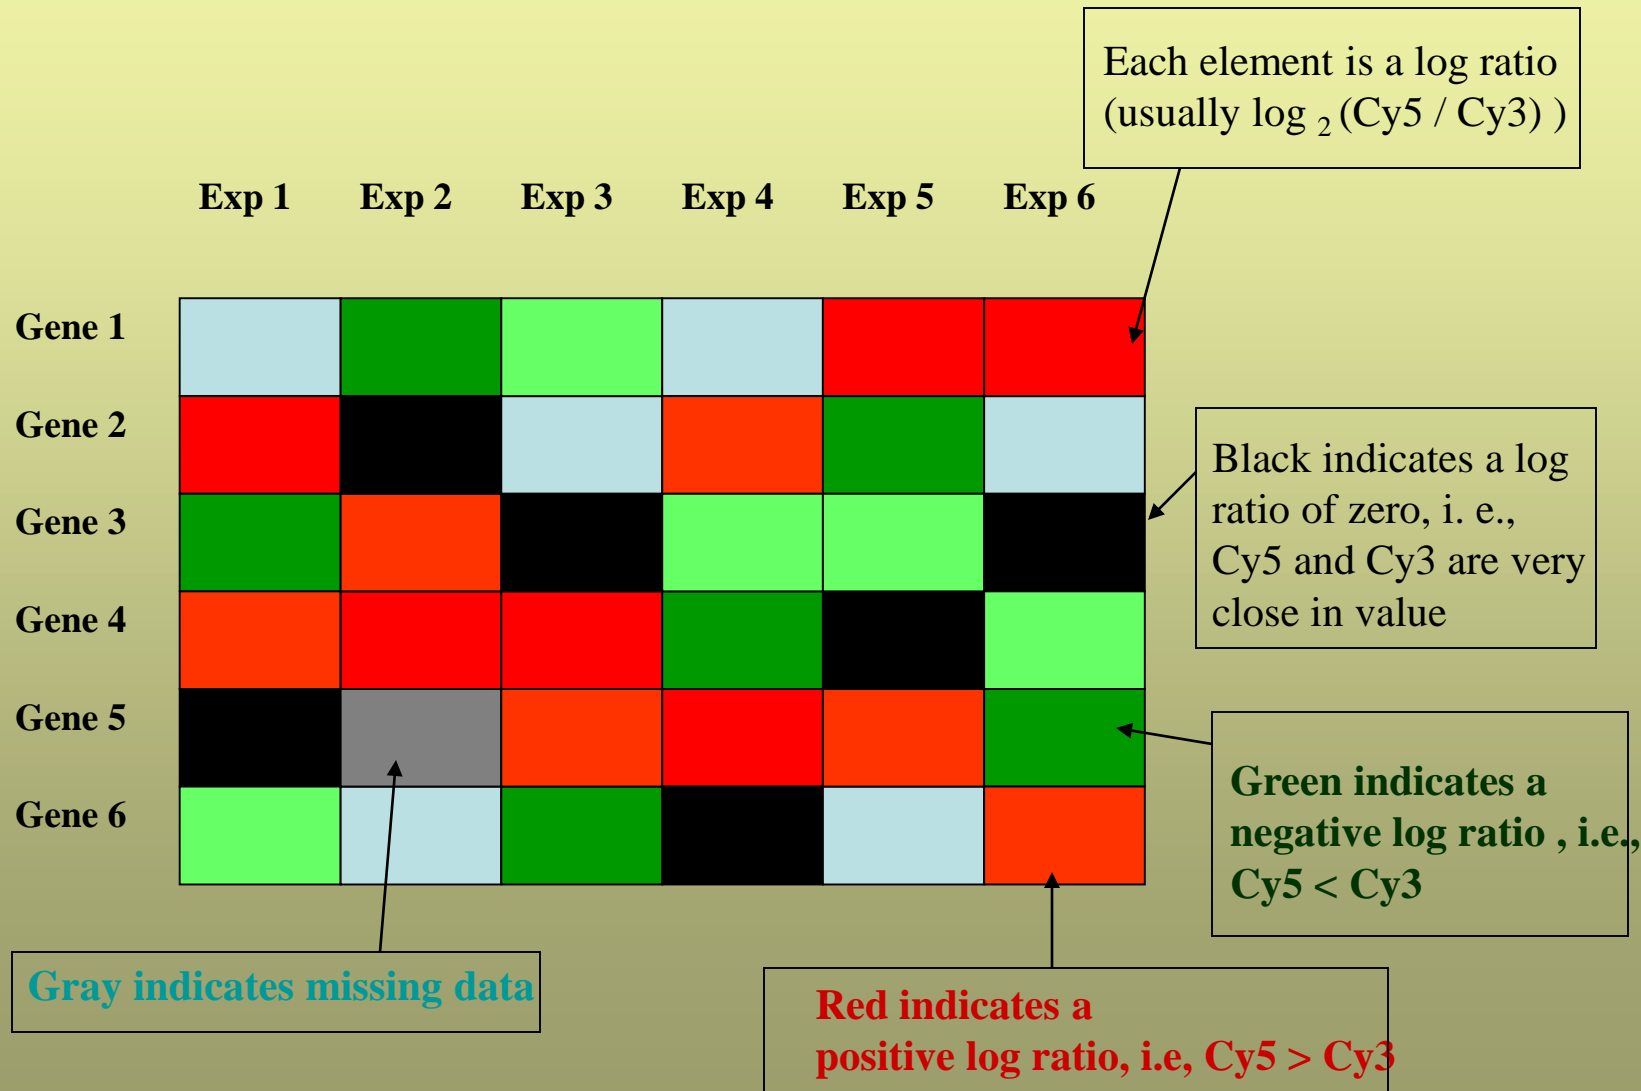 Each element is a log ratio
(usually log 2 (Cy5 / Cy3) )
Exp 1 Exp 2 Exp 3 Exp 4 Exp 5 Exp 6
Gene 1
Gene 2
Gene 3
Gene 4
Gene 5
Gene 6
Black indicates a log
ratio of zero, i. e.,
Cy5 and Cy3 are very
close in value
Green indicates a
negative log ratio , i.e.,
Cy5 < Cy3
Gray indicates missing data
Red indicates a
positive log ratio, i.e, Cy5 > Cy3